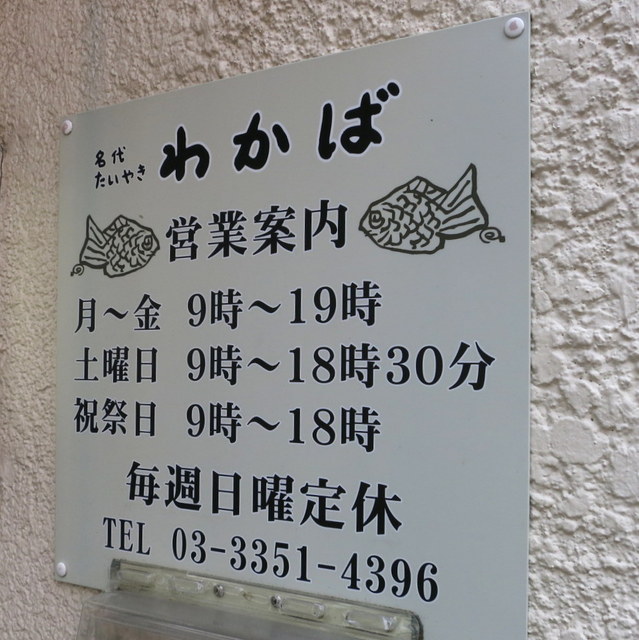 名代
たいやき
わかば
営業案内
月～金 9時～19時
土曜日 9時～18時30分
祝祭日 9時～18時
毎週日曜定休
TEL 03-3351-4396